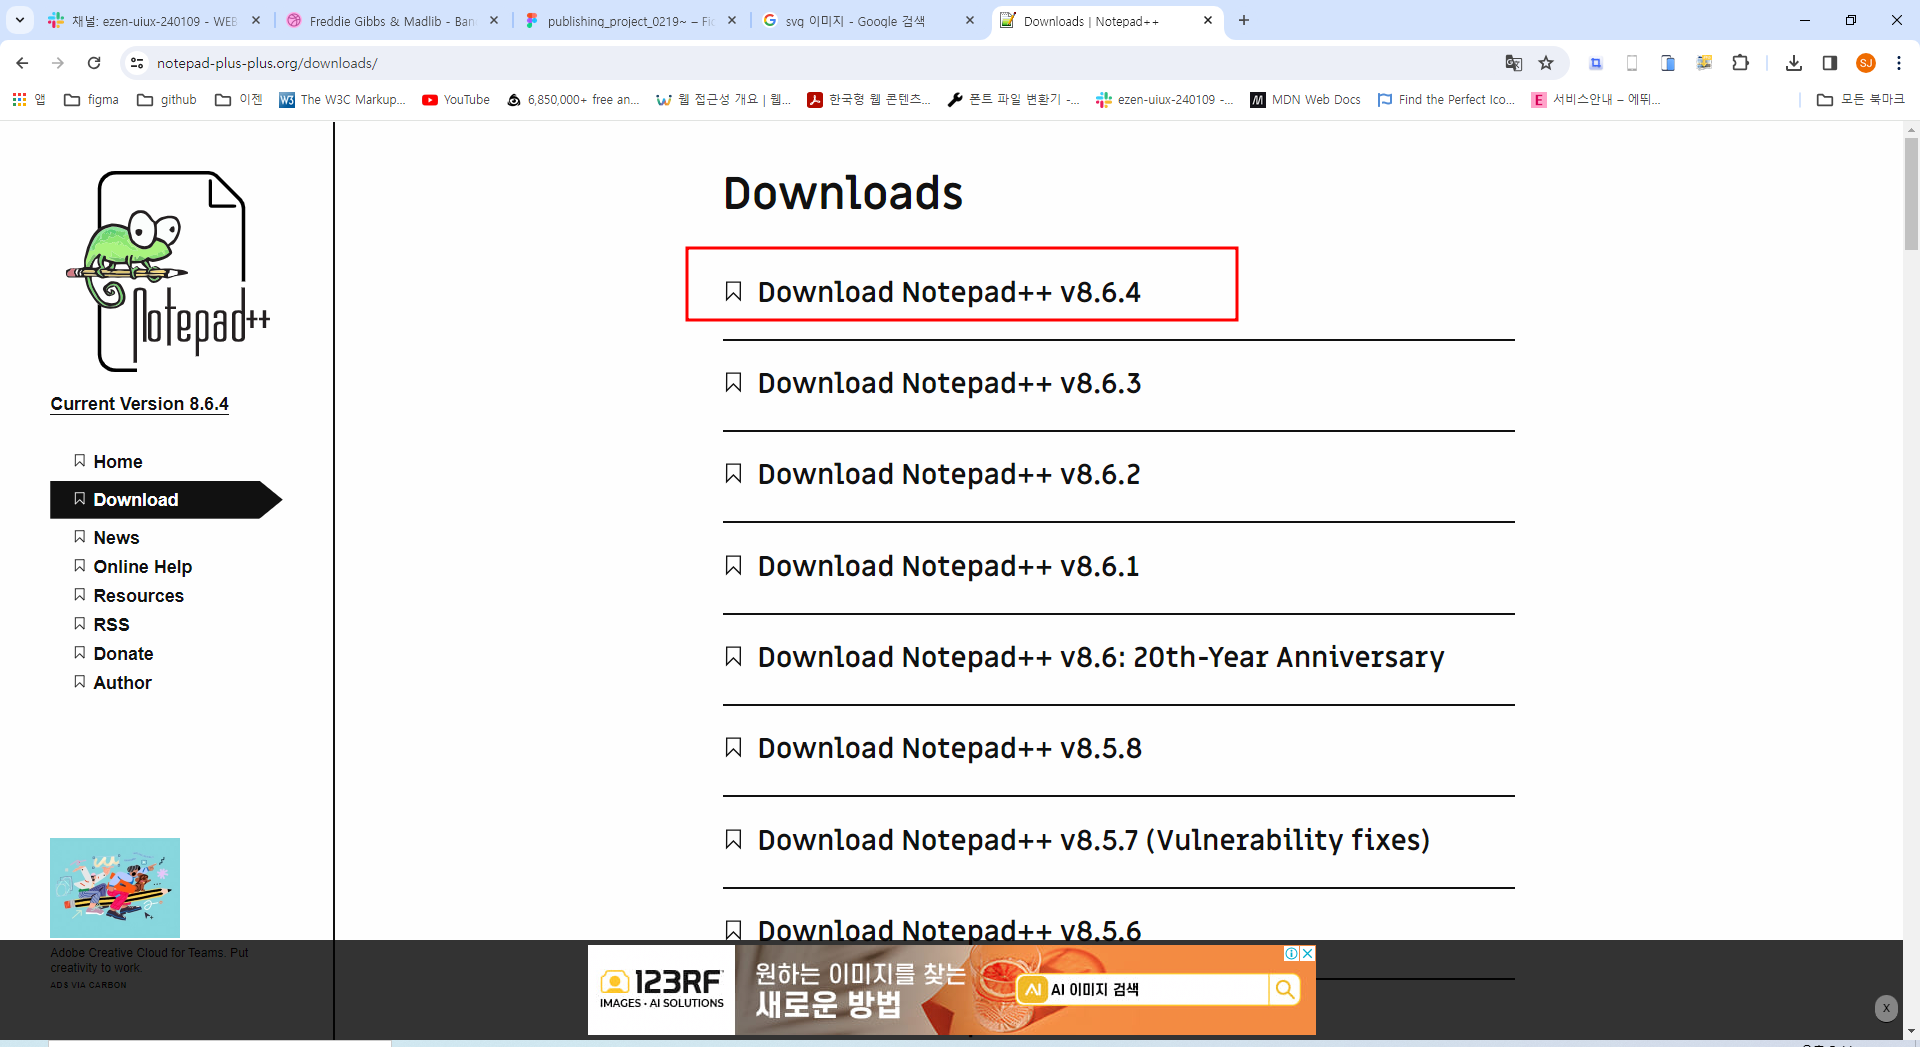 채널: ezen-uiux-240109 - WEB
Freddie Gibbs & Madlib - Ban
publishing_project_0219~ – Fi
svg 이미지 - Google 검색
Downloads | Notepad++
notepad-plus-plus.org/downloads/
SJ
앱
figma
github
이젠
The W3C Markup...
YouTube
6,850,000+ free an...
웹 접근성 개요 | 웹...
한국형 웹 콘텐츠...
폰트 파일 변환기 -...
ezen-uiux-240109 -...
MDN Web Docs
Find the Perfect Ico...
서비스안내 – 에뛰...
모든 북마크
Notepad++
Current Version 8.6.4
Home
Download
News
Online Help
Resources
RSS
Donate
Author
Downloads
Download Notepad++ v8.6.4
Download Notepad++ v8.6.3
Download Notepad++ v8.6.2
Download Notepad++ v8.6.1
Download Notepad++ v8.6: 20th-Year Anniversary
Download Notepad++ v8.5.8
Download Notepad++ v8.5.7 (Vulnerability fixes)
Download Notepad++ v8.5.6
Adobe Creative Cloud for Teams. Put
creativity to work.
ADS VIA CARBON
123RF
IMAGES • AI SOLUTIONS
원하는 이미지를 찾는
새로운 방법
AI
AI 이미지 검색
X